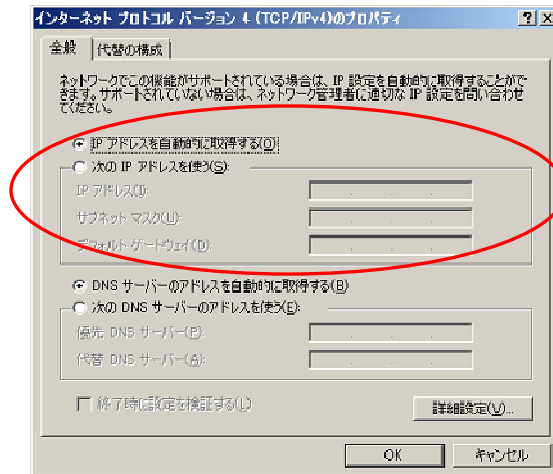 インターネット プロトコル バージョン 4 (TCP/IPv4)のプロパティ
全般
代替の構成
ネットワークでこの機能がサポートされている場合は、IP 設定を自動的に取得することがで
きます。サポートされていない場合は、ネットワーク管理者に適切な IP 設定を問い合わせ
てください。
IP アドレスを自動的に取得する(O)
次の IP アドレスを使う(S):
IP アドレス(I):
サブネット マスク(U):
デフォルト ゲートウェイ(D):
DNS サーバーのアドレスを自動的に取得する(B)
次の DNS サーバーのアドレスを使う(E):
優先 DNS サーバー(P):
代替 DNS サーバー(A):
終了時に設定を検証する(L)
詳細設定(V)...
OK
キャンセル